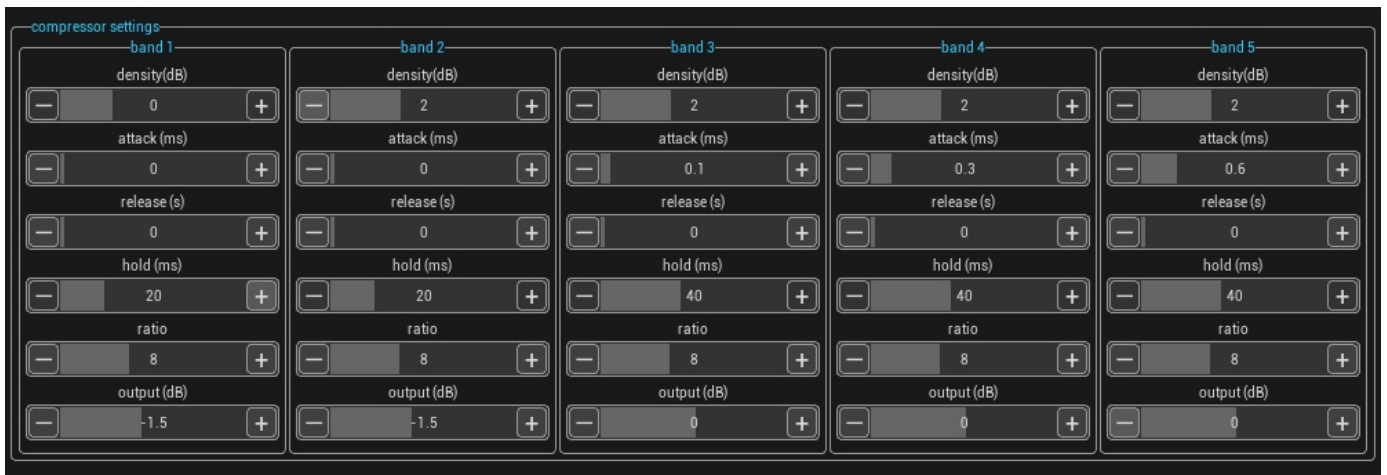 compressor settings
band 1 band 2 band 3 band 4 band 5
density(dB) density(dB) density(dB) density(dB) density(dB)
— 0 + — 2 + — 2 + — 2 + — 2 +
attack (ms) attack (ms) attack (ms) attack (ms) attack (ms)
— 0 + — 0 + — 0.1 + — 0.3 + — 0.6 +
release (s) release (s) release (s) release (s) release (s)
— 0 + — 0 + — 0 + — 0 + — 0 +
hold (ms) hold (ms) hold (ms) hold (ms) hold (ms)
— 20 + — 20 + — 40 + — 40 + — 40 +
ratio ratio ratio ratio ratio
— 8 + — 8 + — 8 + — 8 + — 8 +
output (dB) output (dB) output (dB) output (dB) output (dB)
— -1.5 + — -1.5 + — 0 + — 0 + — 0 +